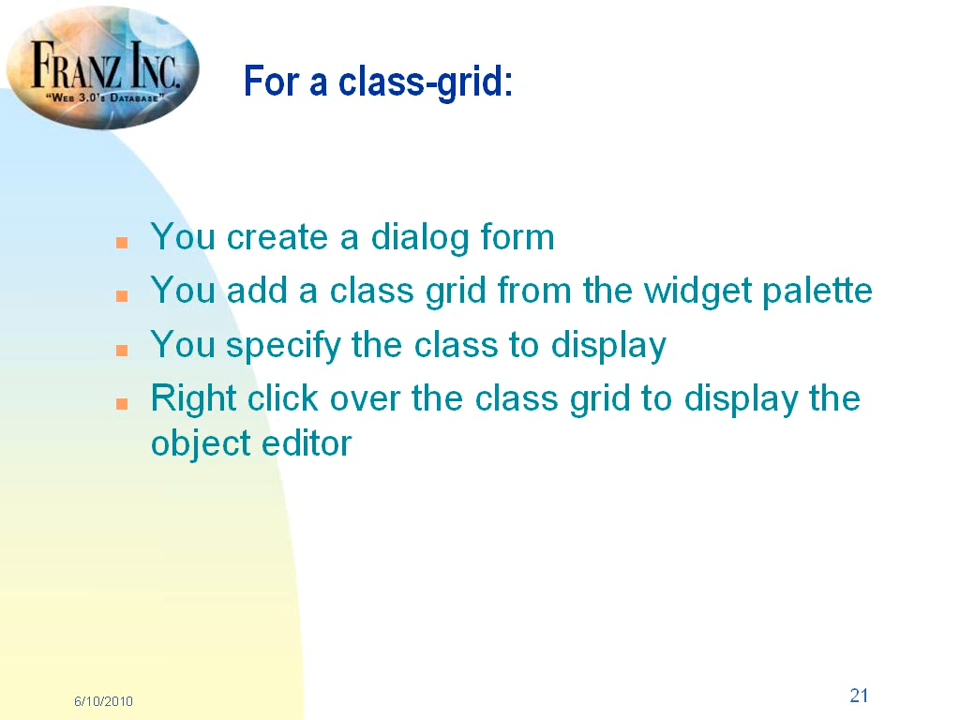 FRANZ INC.
"WEB 3.0'S DATABASE"
For a class-grid:
You create a dialog form
You add a class grid from the widget palette
You specify the class to display
Right click over the class grid to display the
object editor
6/10/2010
21